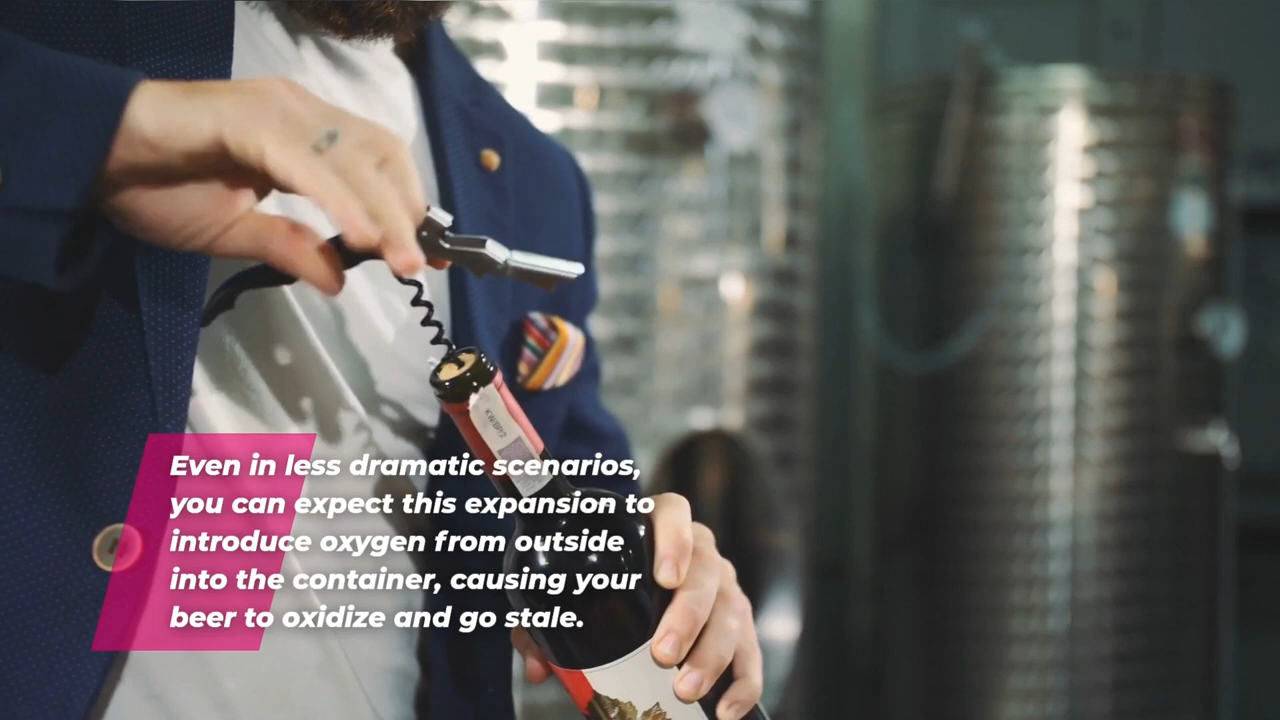 Even in less dramatic scenarios,
you can expect this expansion to
introduce oxygen from outside
into the container, causing your
beer to oxidize and go stale.